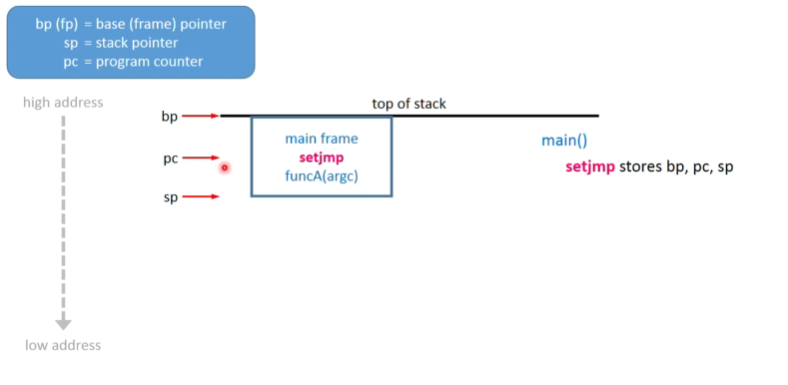 bp (fp) = base (frame) pointer
sp = stack pointer
pc = program counter
high address
top of stack
bp
main frame
main()
pc
setjmp
setjmp stores bp, pc, sp
funcA(argc)
sp
low address